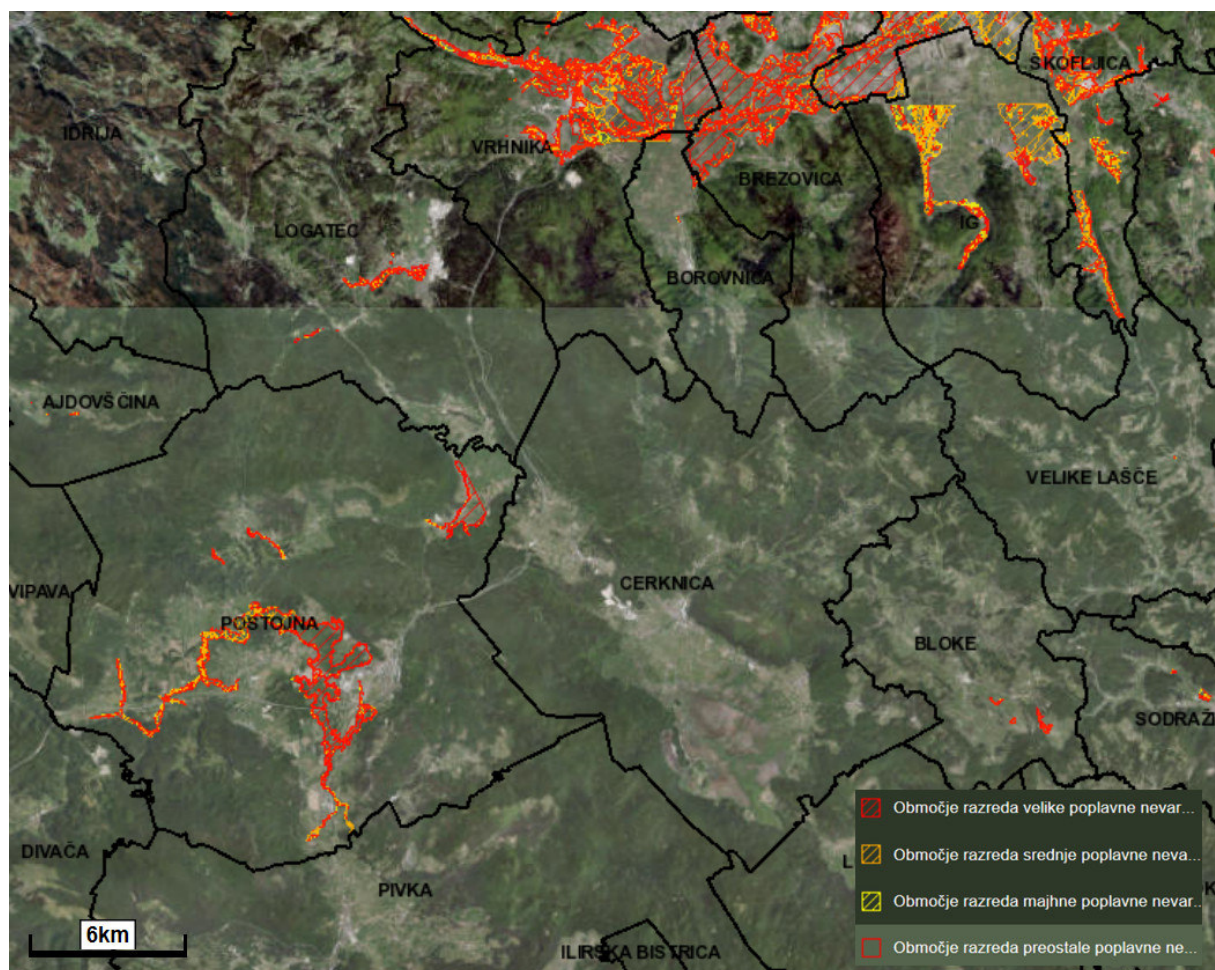 ŠKOFLJICA
IDRIJA
VRHNIKA
BREZOVICA
LOGATEC
IG
BOROVNICA
AJDOVŠČINA
VELIKE LAŠČE
CERKNICA
VIPAVA
POSTOJNA
BLOKE
SODRAŽI
Območje razreda velike poplavne nevar...
DIVAČA
Območje razreda srednje poplavne neva...
L
PIVKA
Območje razreda majhne poplavne nevar...
K
6km
ILIRSKA BISTRICA
Območje razreda preostale poplavne ne...